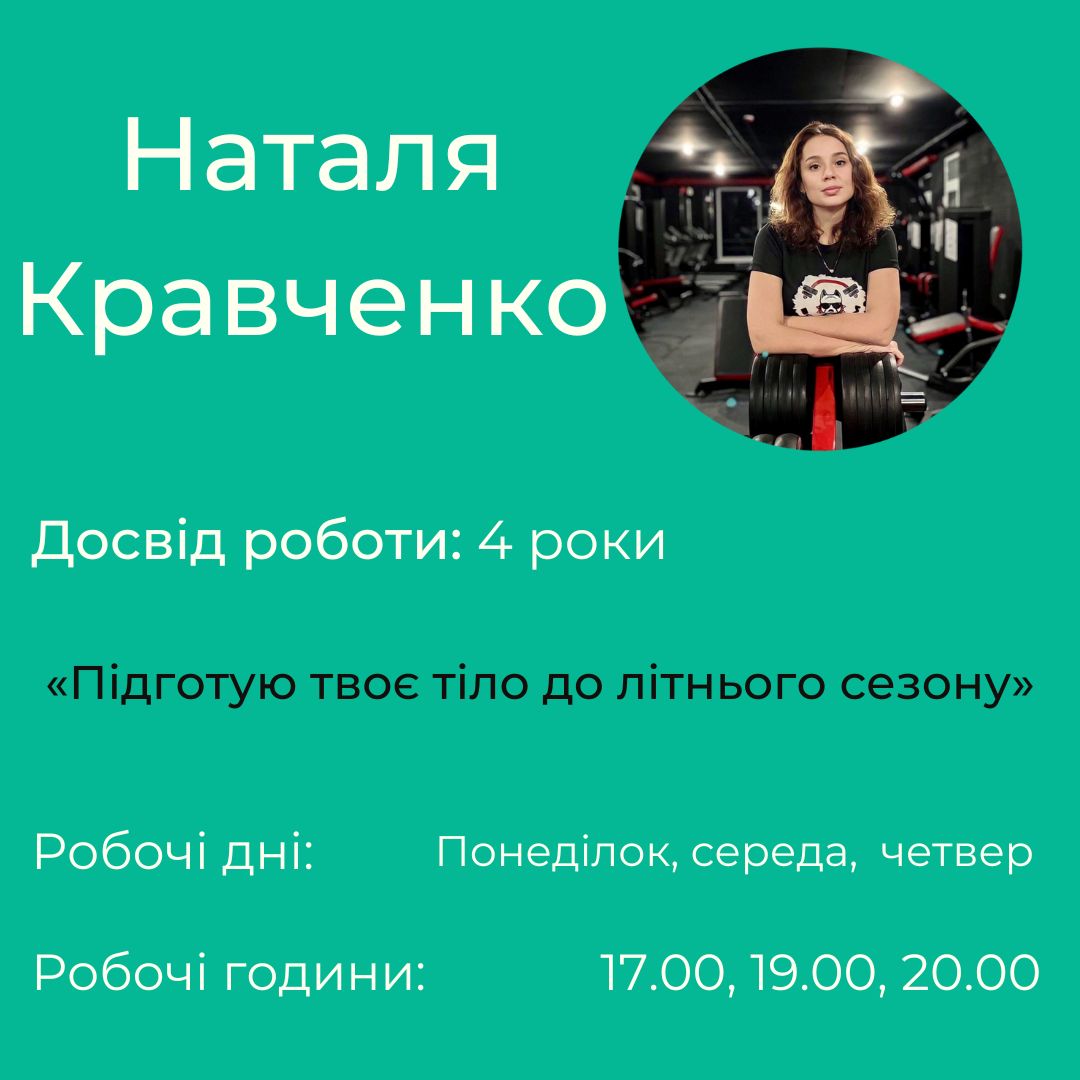 Наталя
Кравченко
Досвід роботи: 4 роки
«Підготую твоє тіло до літнього сезону»
Робочі дні: Понеділок, середа, четвер
Робочі години: 17.00, 19.00, 20.00